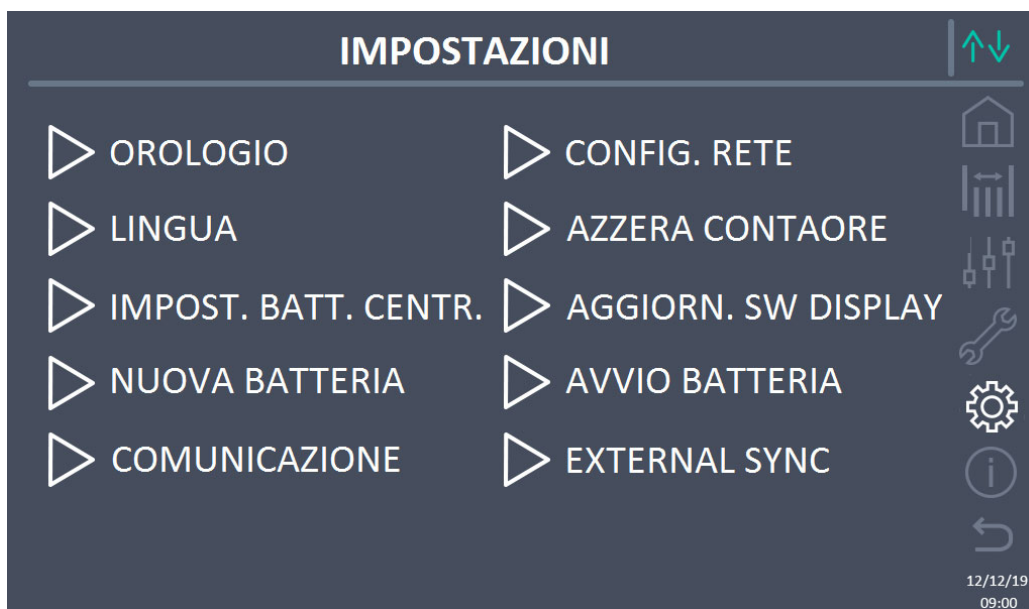 IMPOSTAZIONI
OROLOGIO
CONFIG. RETE
LINGUA
AZZERA CONTAORE
IMPOST. BATT. CENTR.
AGGIORN. SW DISPLAY
NUOVA BATTERIA
AVVIO BATTERIA
COMUNICAZIONE
EXTERNAL SYNC
12/12/19
09:00